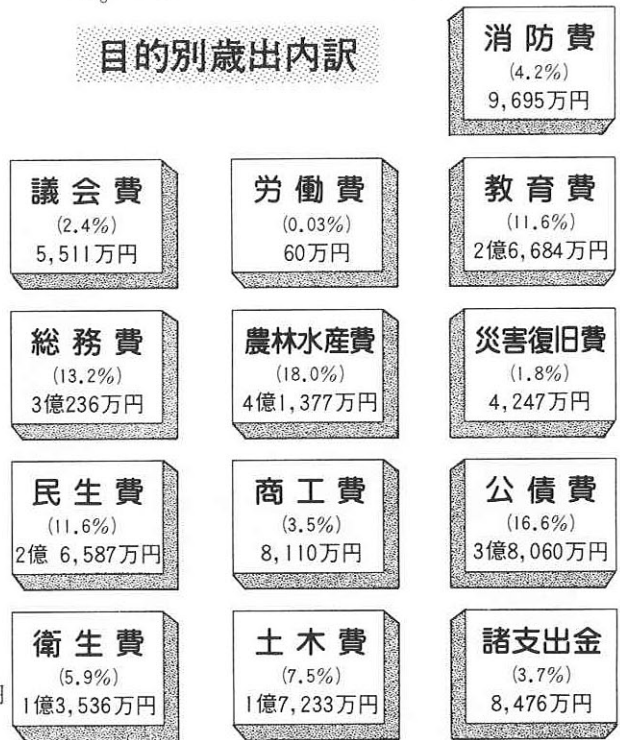 目的別歳出内訳
消防費
(4.2%)
9,695万円
議会費
(2.4%)
5,511万円
労働費
(0.03%)
60万円
教育費
(11.6%)
2億6,684万円
総務費
(13.2%)
3億236万円
農林水産費
(18.0%)
4億1,377万円
災害復旧費
(1.8%)
4,247万円
民生費
(11.6%)
2億 6,587万円
商工費
(3.5%)
8,110万円
公債費
(16.6%)
3億8,060万円
衛生費
(5.9%)
1億3,536万円
土木費
(7.5%)
1億7,233万円
諸支出金
(3.7%)
8,476万円